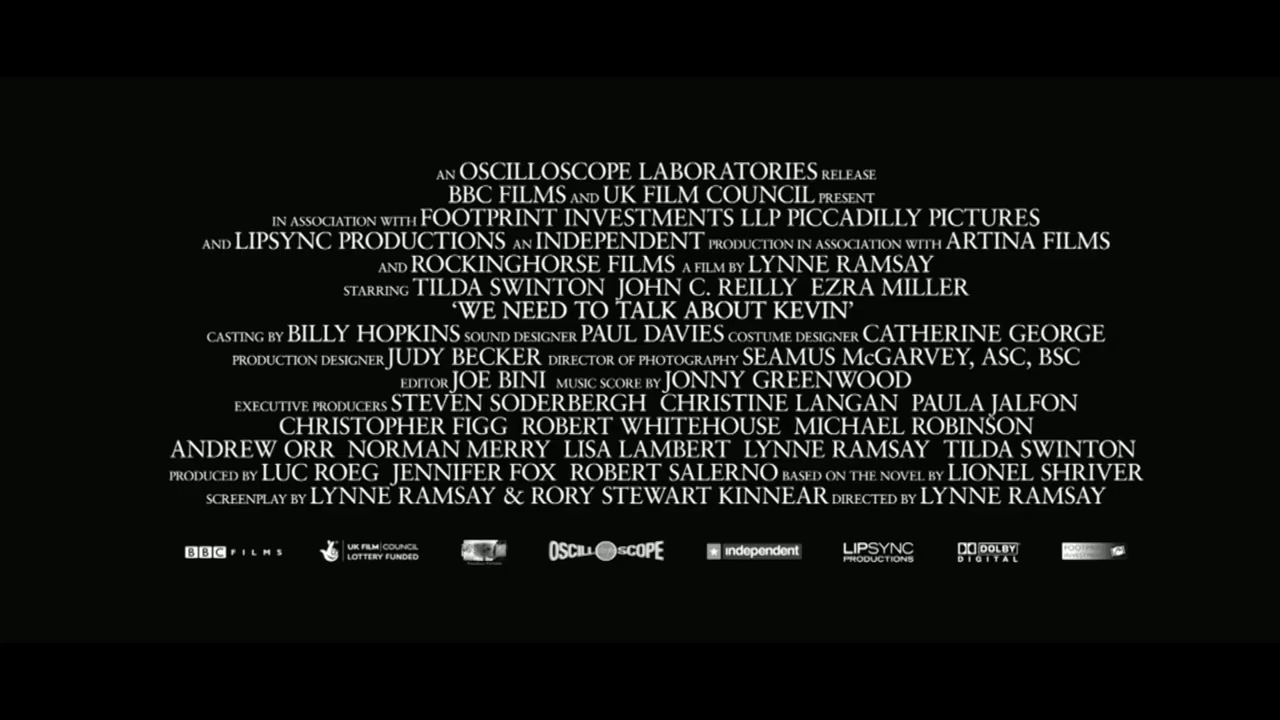 AN OSCILLOSCOPE LABORATORIES RELEASE
BBC FILMS AND UK FILM COUNCIL PRESENT
IN ASSOCIATION WITH FOOTPRINT INVESTMENTS LLP PICCADILLY PICTURES
AND LIPSYNC PRODUCTIONS AN INDEPENDENT PRODUCTION IN ASSOCIATION WITH ARTINA FILMS
AND ROCKINGHORSE FILMS A FILM BY LYNNE RAMSAY
STARRING TILDA SWINTON JOHN C. REILLY EZRA MILLER
‘WE NEED TO TALK ABOUT KEVIN’
CASTING BY BILLY HOPKINS SOUND DESIGNER PAUL DAVIES COSTUME DESIGNER CATHERINE GEORGE
PRODUCTION DESIGNER JUDY BECKER DIRECTOR OF PHOTOGRAPHY SEAMUS McGARVEY, ASC, BSC
EDITOR JOE BINI MUSIC SCORE BY JONNY GREENWOOD
EXECUTIVE PRODUCERS STEVEN SODERBERGH CHRISTINE LANGAN PAULA JALFON
CHRISTOPHER FIGG ROBERT WHITEHOUSE MICHAEL ROBINSON
ANDREW ORR NORMAN MERRY LISA LAMBERT LYNNE RAMSAY TILDA SWINTON
PRODUCED BY LUC ROEG JENNIFER FOX ROBERT SALERNO BASED ON THE NOVEL BY LIONEL SHRIVER
SCREENPLAY BY LYNNE RAMSAY & RORY STEWART KINNEAR DIRECTED BY LYNNE RAMSAY
BBC FILMS
UK FILM COUNCIL
LOTTERY FUNDED
OSCILLOSCOPE
independent
LIPSYNC
PRODUCTIONS
DOLBY
DIGITAL